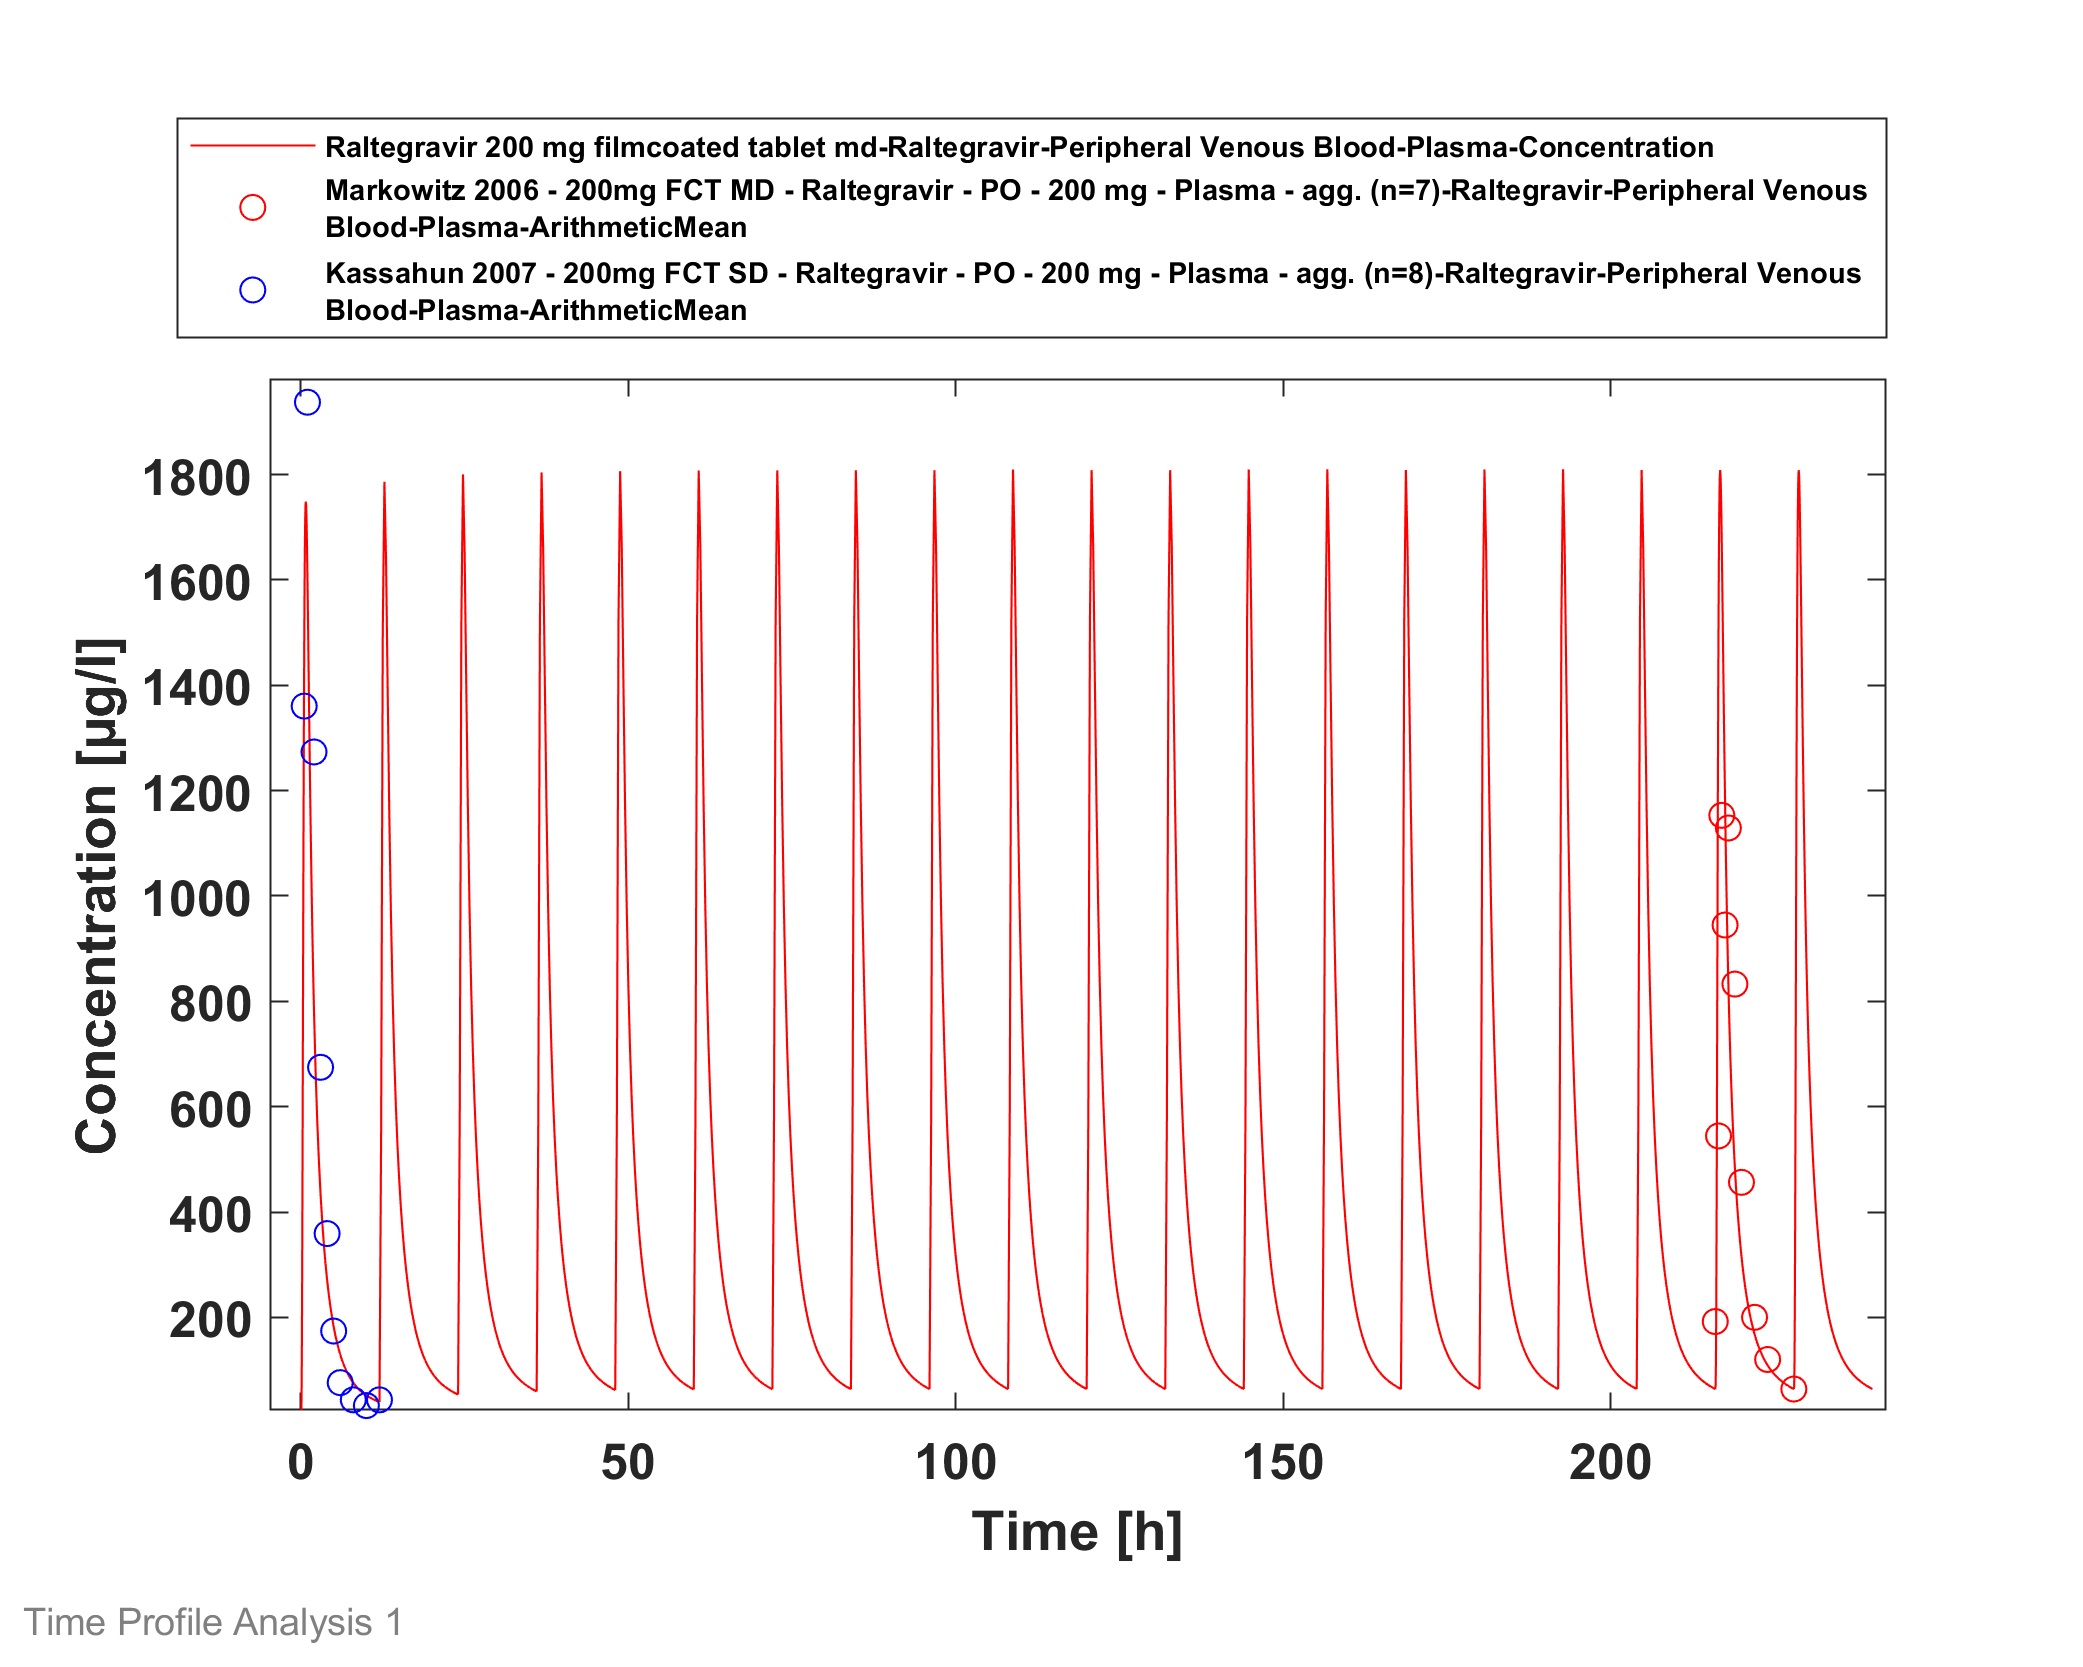 Raltegravir 200 mg filmcoated tablet md-Raltegravir-Peripheral Venous Blood-Plasma-Concentration
Markowitz 2006 - 200mg FCT MD - Raltegravir - PO - 200 mg - Plasma - agg. (n=7)-Raltegravir-Peripheral Venous
Blood-Plasma-ArithmeticMean
Kassahun 2007 - 200mg FCT SD - Raltegravir - PO - 200 mg - Plasma - agg. (n=8)-Raltegravir-Peripheral Venous
Blood-Plasma-ArithmeticMean
Concentration [µg/l]
1800
1600
1400
1200
1000
800
600
400
200
0 50 100 150 200
Time [h]
Time Profile Analysis 1